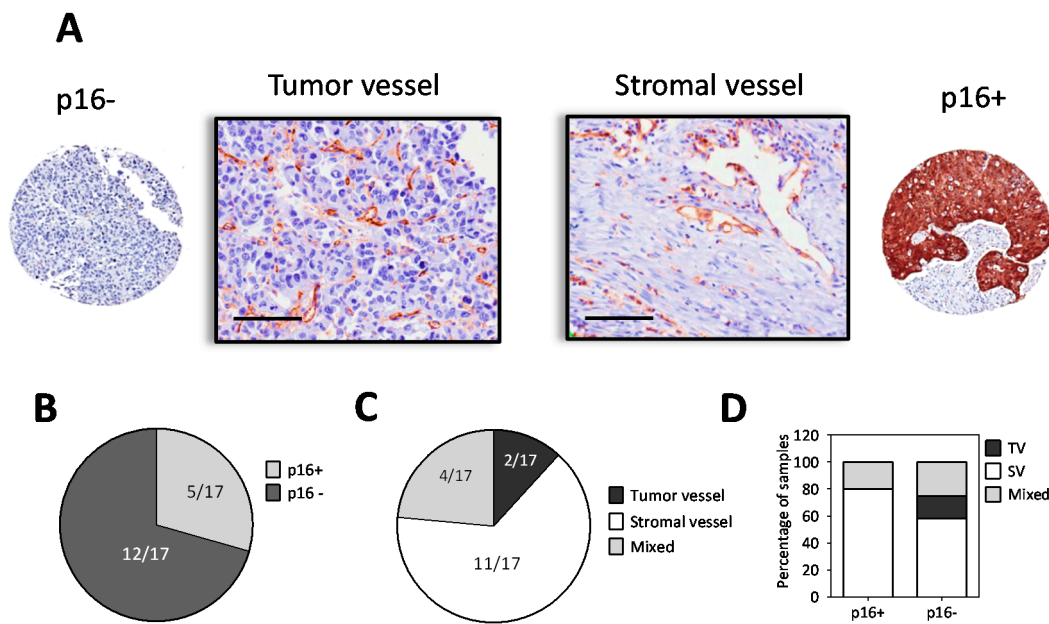 A
p16-
Tumor vessel
Stromal vessel
p16+
B
5/17
12/17
p16+
p16 -
C
2/17
4/17
11/17
Tumor vessel
Stromal vessel
Mixed
D
Percentage of samples
120
100
80
60
40
20
0
p16+
p16-
TV
SV
Mixed